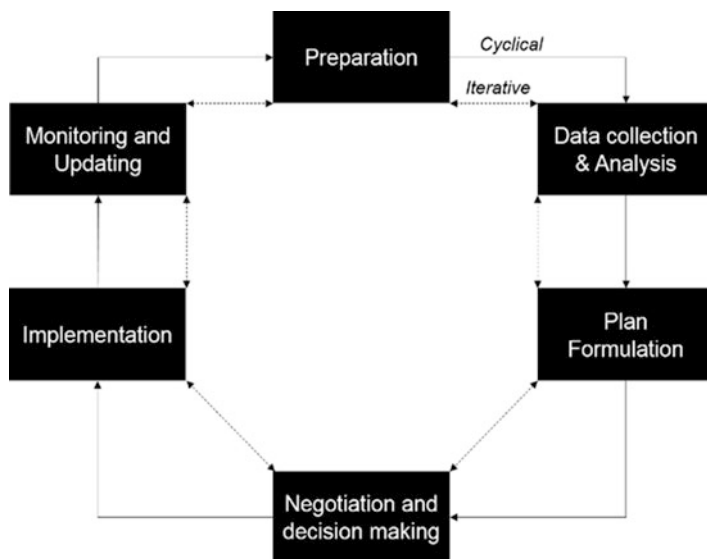 Preparation
Cyclical
Iterative
Monitoring and
Updating
Data collection
& Analysis
Implementation
Plan
Formulation
Negotiation and
decision making